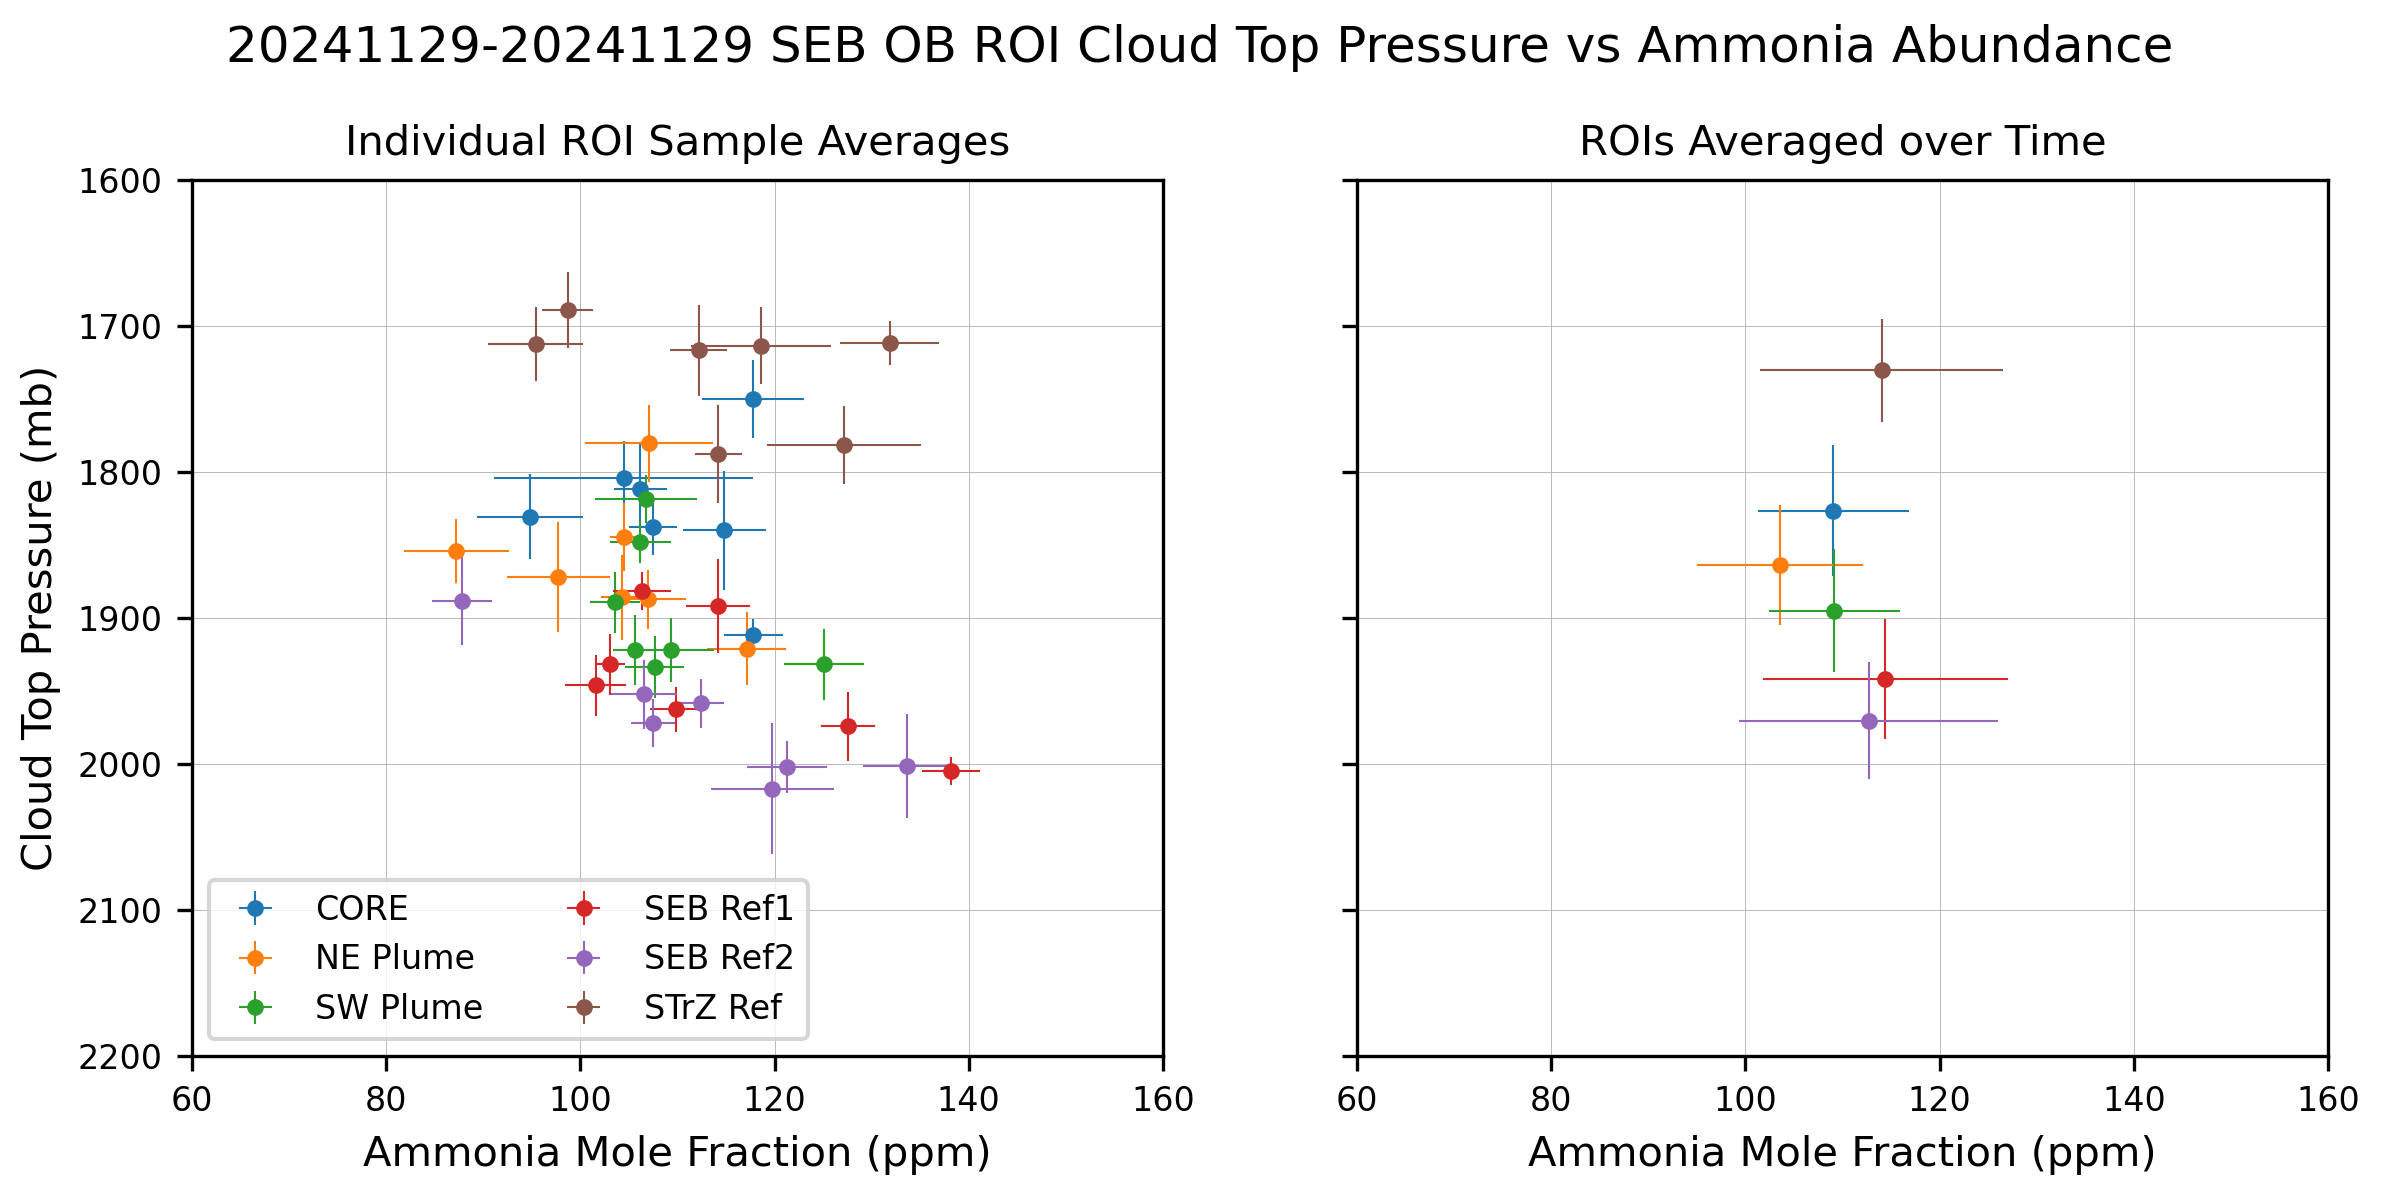 20241129-20241129 SEB OB ROI Cloud Top Pressure vs Ammonia Abundance
Individual ROI Sample Averages
Cloud Top Pressure (mb)
1600
1700
1800
1900
2000
2100
2200
CORE
NE Plume
SW Plume
SEB Ref1
SEB Ref2
STrZ Ref
60 80 100 120 140 160
Ammonia Mole Fraction (ppm)
ROIs Averaged over Time
60 80 100 120 140 160
Ammonia Mole Fraction (ppm)